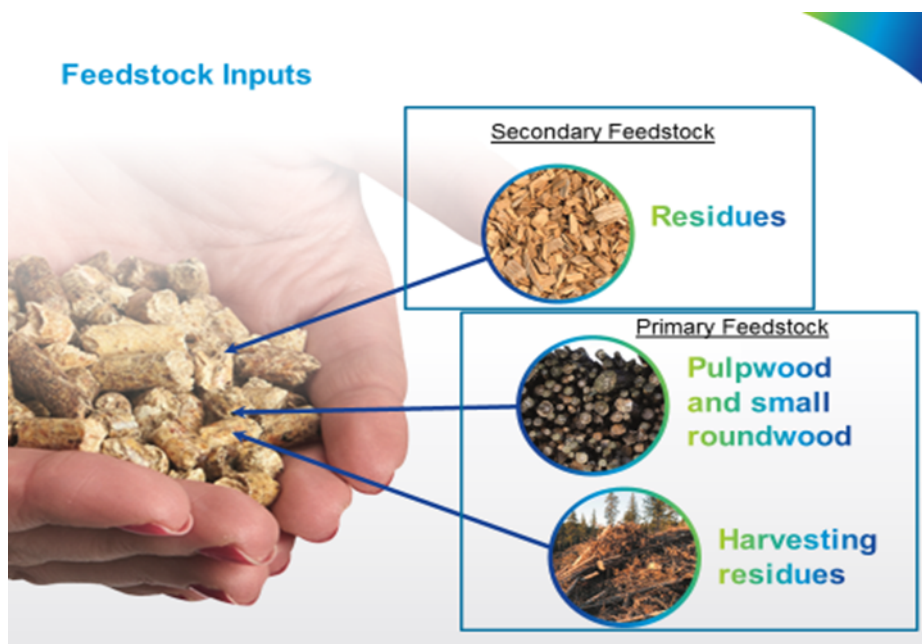 Feedstock Inputs
Secondary Feedstock
Residues
Primary Feedstock
Pulpwood
and small
roundwood
Harvesting
residues